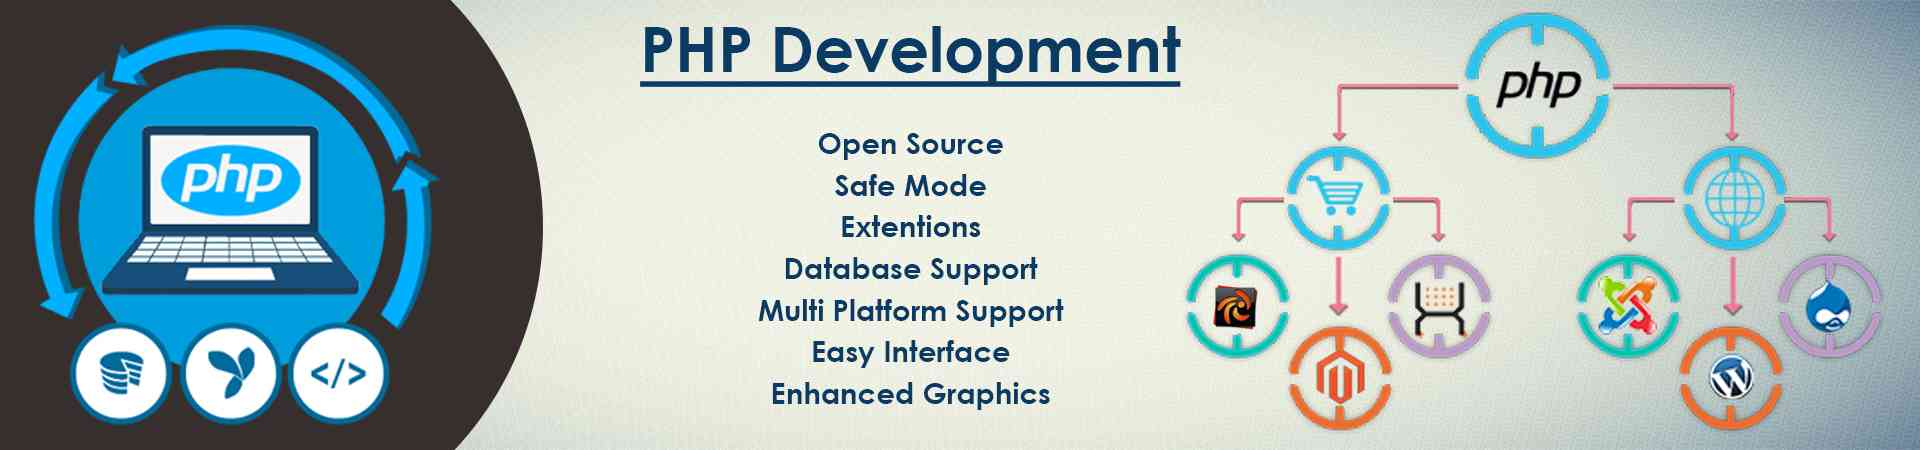 PHP Development
Open Source
Safe Mode
Extentions
Database Support
Multi Platform Support
Easy Interface
Enhanced Graphics
php
php
</>